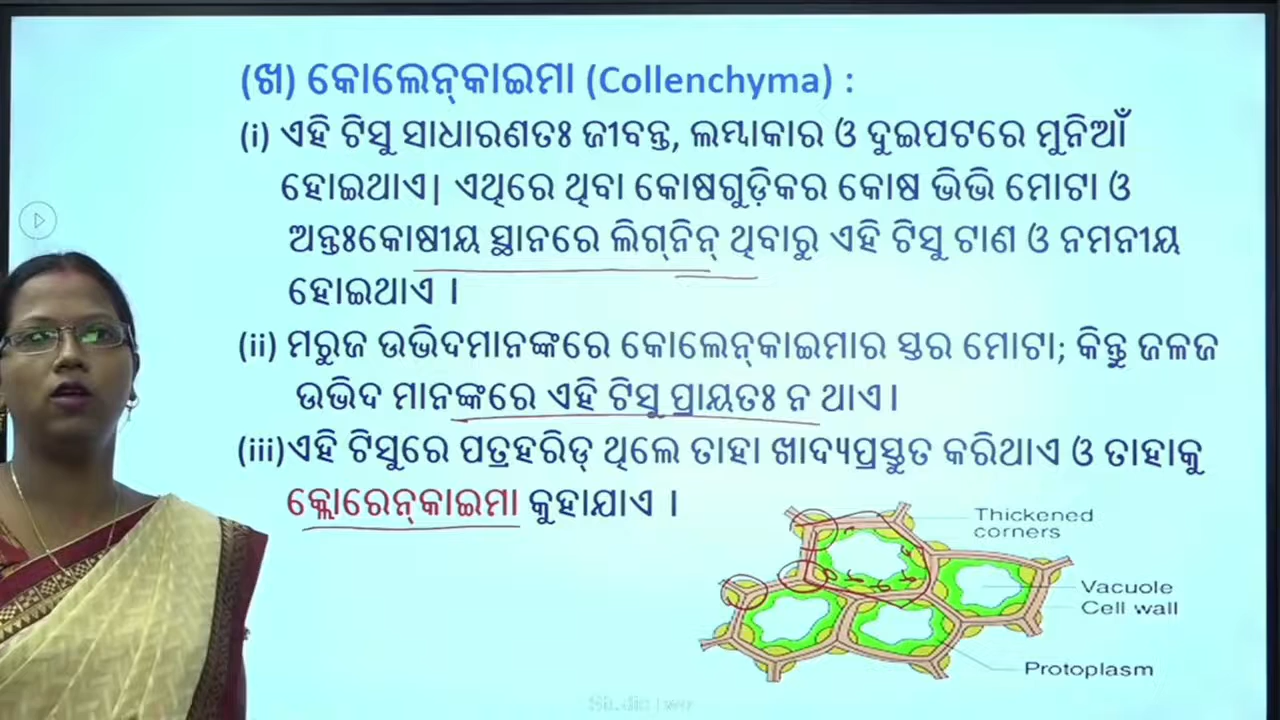 (ଖ) କୋଲେନ୍‌କାଇମା (Collenchyma) :
(i) ଏହି ଟିସୁ ସାଧାରଣତଃ ଜୀବନ୍ତ, ଲମ୍ବାକାର ଓ ଦୁଇପଟରେ ମୁନିଆଁ
ହୋଇଥାଏ| ଏଥିରେ ଥିବା କୋଷଗୁଡ଼ିକର କୋଷ ଭିଭି ମୋଟା ଓ
ଅନ୍ତଃକୋଷୀୟ ସ୍ଥାନରେ ଲିଗ୍‌ନିନ୍ ଥିବାରୁ ଏହି ଟିସୁ ଟାଣ ଓ ନମନୀୟ
ହୋଇଥାଏ ।
(ii) ମରୁଜ ଉଭିଦମାନଙ୍କରେ କୋଲେନ୍‌କାଇମାର ସ୍ତର ମୋଟା; କିନ୍ତୁ ଜଳଜ
ଉଭିଦ ମାନଙ୍କରେ ଏହି ଟିସୁ ପ୍ରାୟତଃ ନ ଥାଏ।
(iii)ଏହି ଟିସୁରେ ପତ୍ରହରିତ୍ ଥିଲେ ତାହା ଖାଦ୍ୟପ୍ରସ୍ତୁତ କରିଥାଏ ଓ ତାହାକୁ
କ୍ଲୋରେନ୍‌କାଇମା କୁହାଯାଏ ।
Thickened
corners
Vacuole
Cell wall
Protoplasm